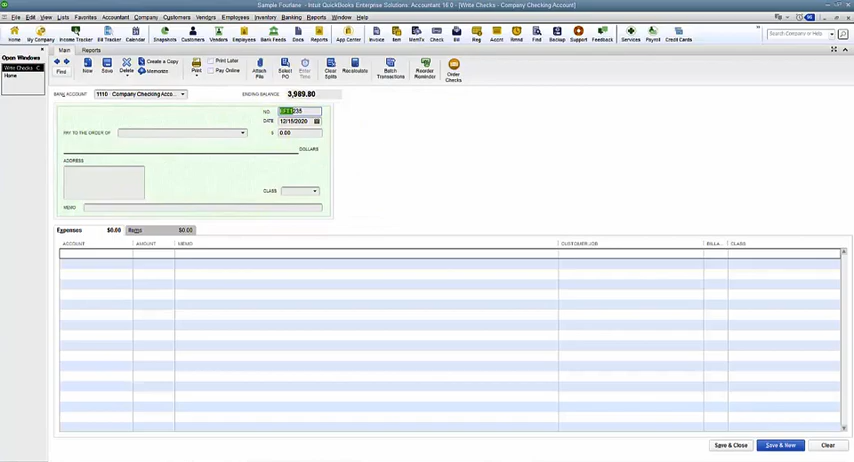 Sample Fourlane - Intuit QuickBooks Enterprise Solutions: Accountant 16.0 - [Write Checks - Company Checking Account]
File Edit View Lists Favorites Accountant Company Customers Vendors Employees Inventory Banking Reports Window Help
Home My Company Income Tracker Bill Tracker Calendar Snapshots Customers Vendors Employees Bank Feeds Docs Reports App Center Invoice Item Check Bill Reg Accnt Rmnd Find Backup Support Feedback Services Payroll Credit Cards
Search Company or Help
Open Windows
Write Checks - C
Home
Main Reports
Find New Save Delete Create a Copy Memorize Print Print Later Pay Online Attach File Select PO Enter Time Clear Splits Recalculate Batch Transactions Reorder Reminder Order Checks
BANK ACCOUNT 1110 · Company Checking Acco... ENDING BALANCE 3,989.80
NO.
DATE 12/15/2020
PAY TO THE ORDER OF $ 0.00
DOLLARS
ADDRESS
CLASS
MEMO
Expenses $0.00 Items $0.00
ACCOUNT AMOUNT MEMO CUSTOMER:JOB BILLA... CLASS
Save & Close Save & New Clear